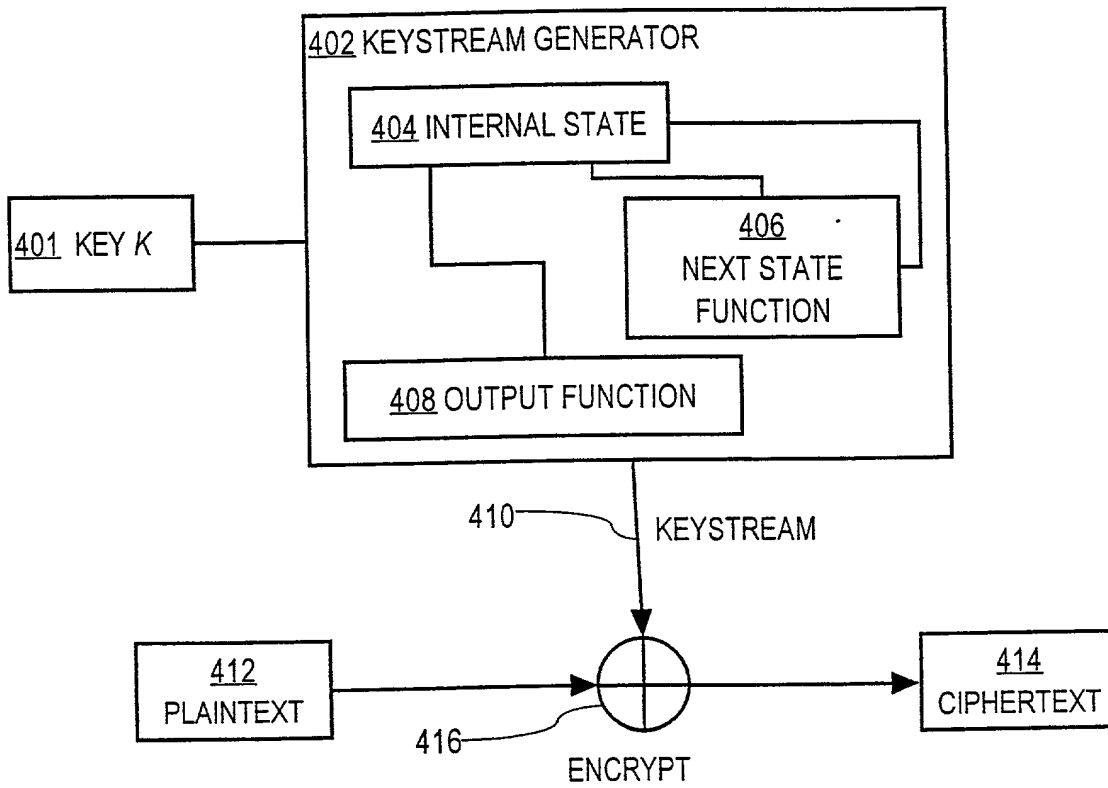 402 KEYSTREAM GENERATOR
404 INTERNAL STATE
401 KEY K
406
NEXT STATE
FUNCTION
408 OUTPUT FUNCTION
410
KEYSTREAM
412
PLAINTEXT
414
CIPHERTEXT
416
ENCRYPT